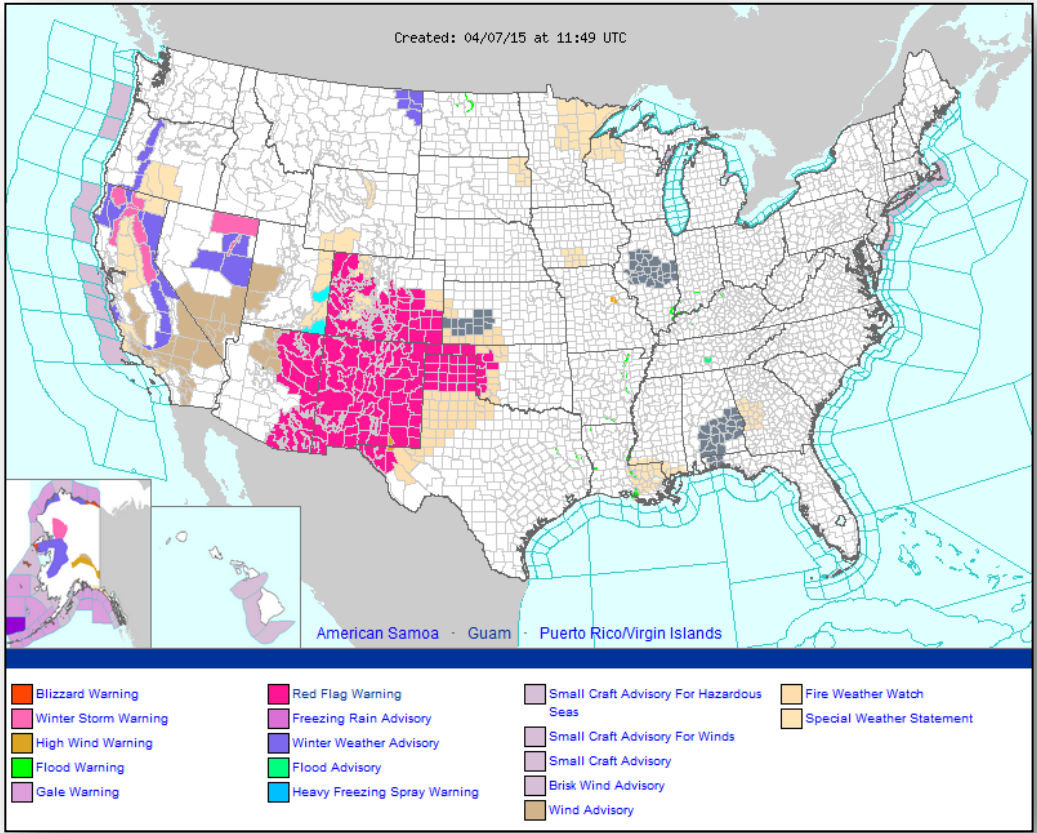 Created: 04/07/15 at 11:49 UTC
American Samoa · Guam · Puerto Rico/Virgin Islands
Blizzard Warning
Winter Storm Warning
High Wind Warning
Flood Warning
Gale Warning
Red Flag Warning
Freezing Rain Advisory
Winter Weather Advisory
Flood Advisory
Heavy Freezing Spray Warning
Small Craft Advisory For Hazardous
Seas
Small Craft Advisory For Winds
Small Craft Advisory
Brisk Wind Advisory
Wind Advisory
Fire Weather Watch
Special Weather Statement